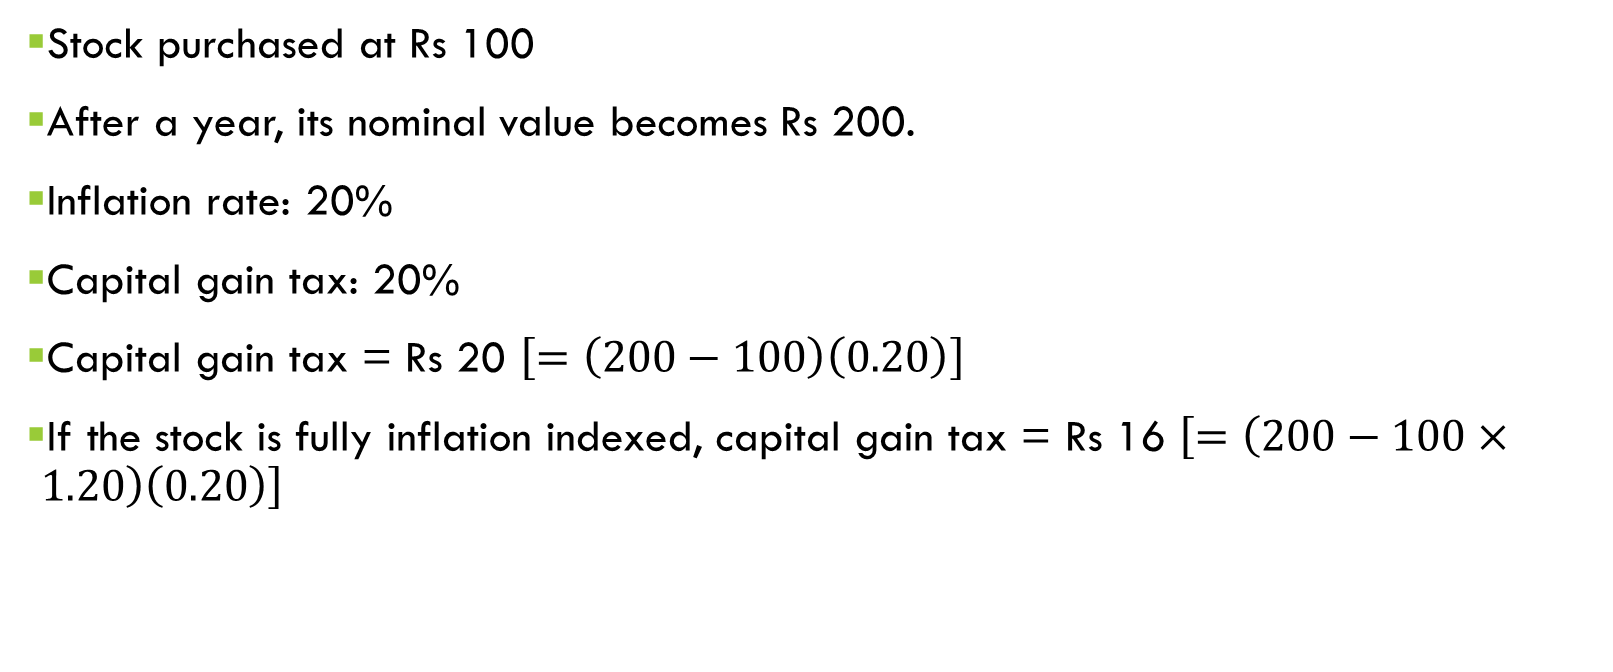 ▪Stock purchased at Rs 100
▪After a year, its nominal value becomes Rs 200.
▪Inflation rate: 20%
▪Capital gain tax: 20%
▪Capital gain tax = Rs 20 [= (200 − 100)(0.20)]
▪If the stock is fully inflation indexed, capital gain tax = Rs 16 [= (200 − 100 ×
1.20)(0.20)]